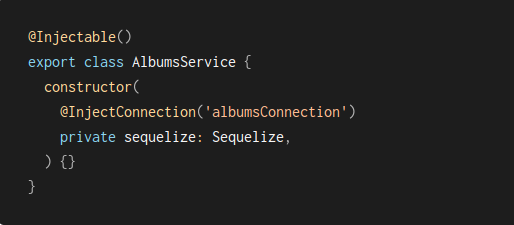 @Injectable()
export class AlbumsService {
  constructor(
    @InjectConnection('albumsConnection')
    private sequelize: Sequelize,
  ) {}
}